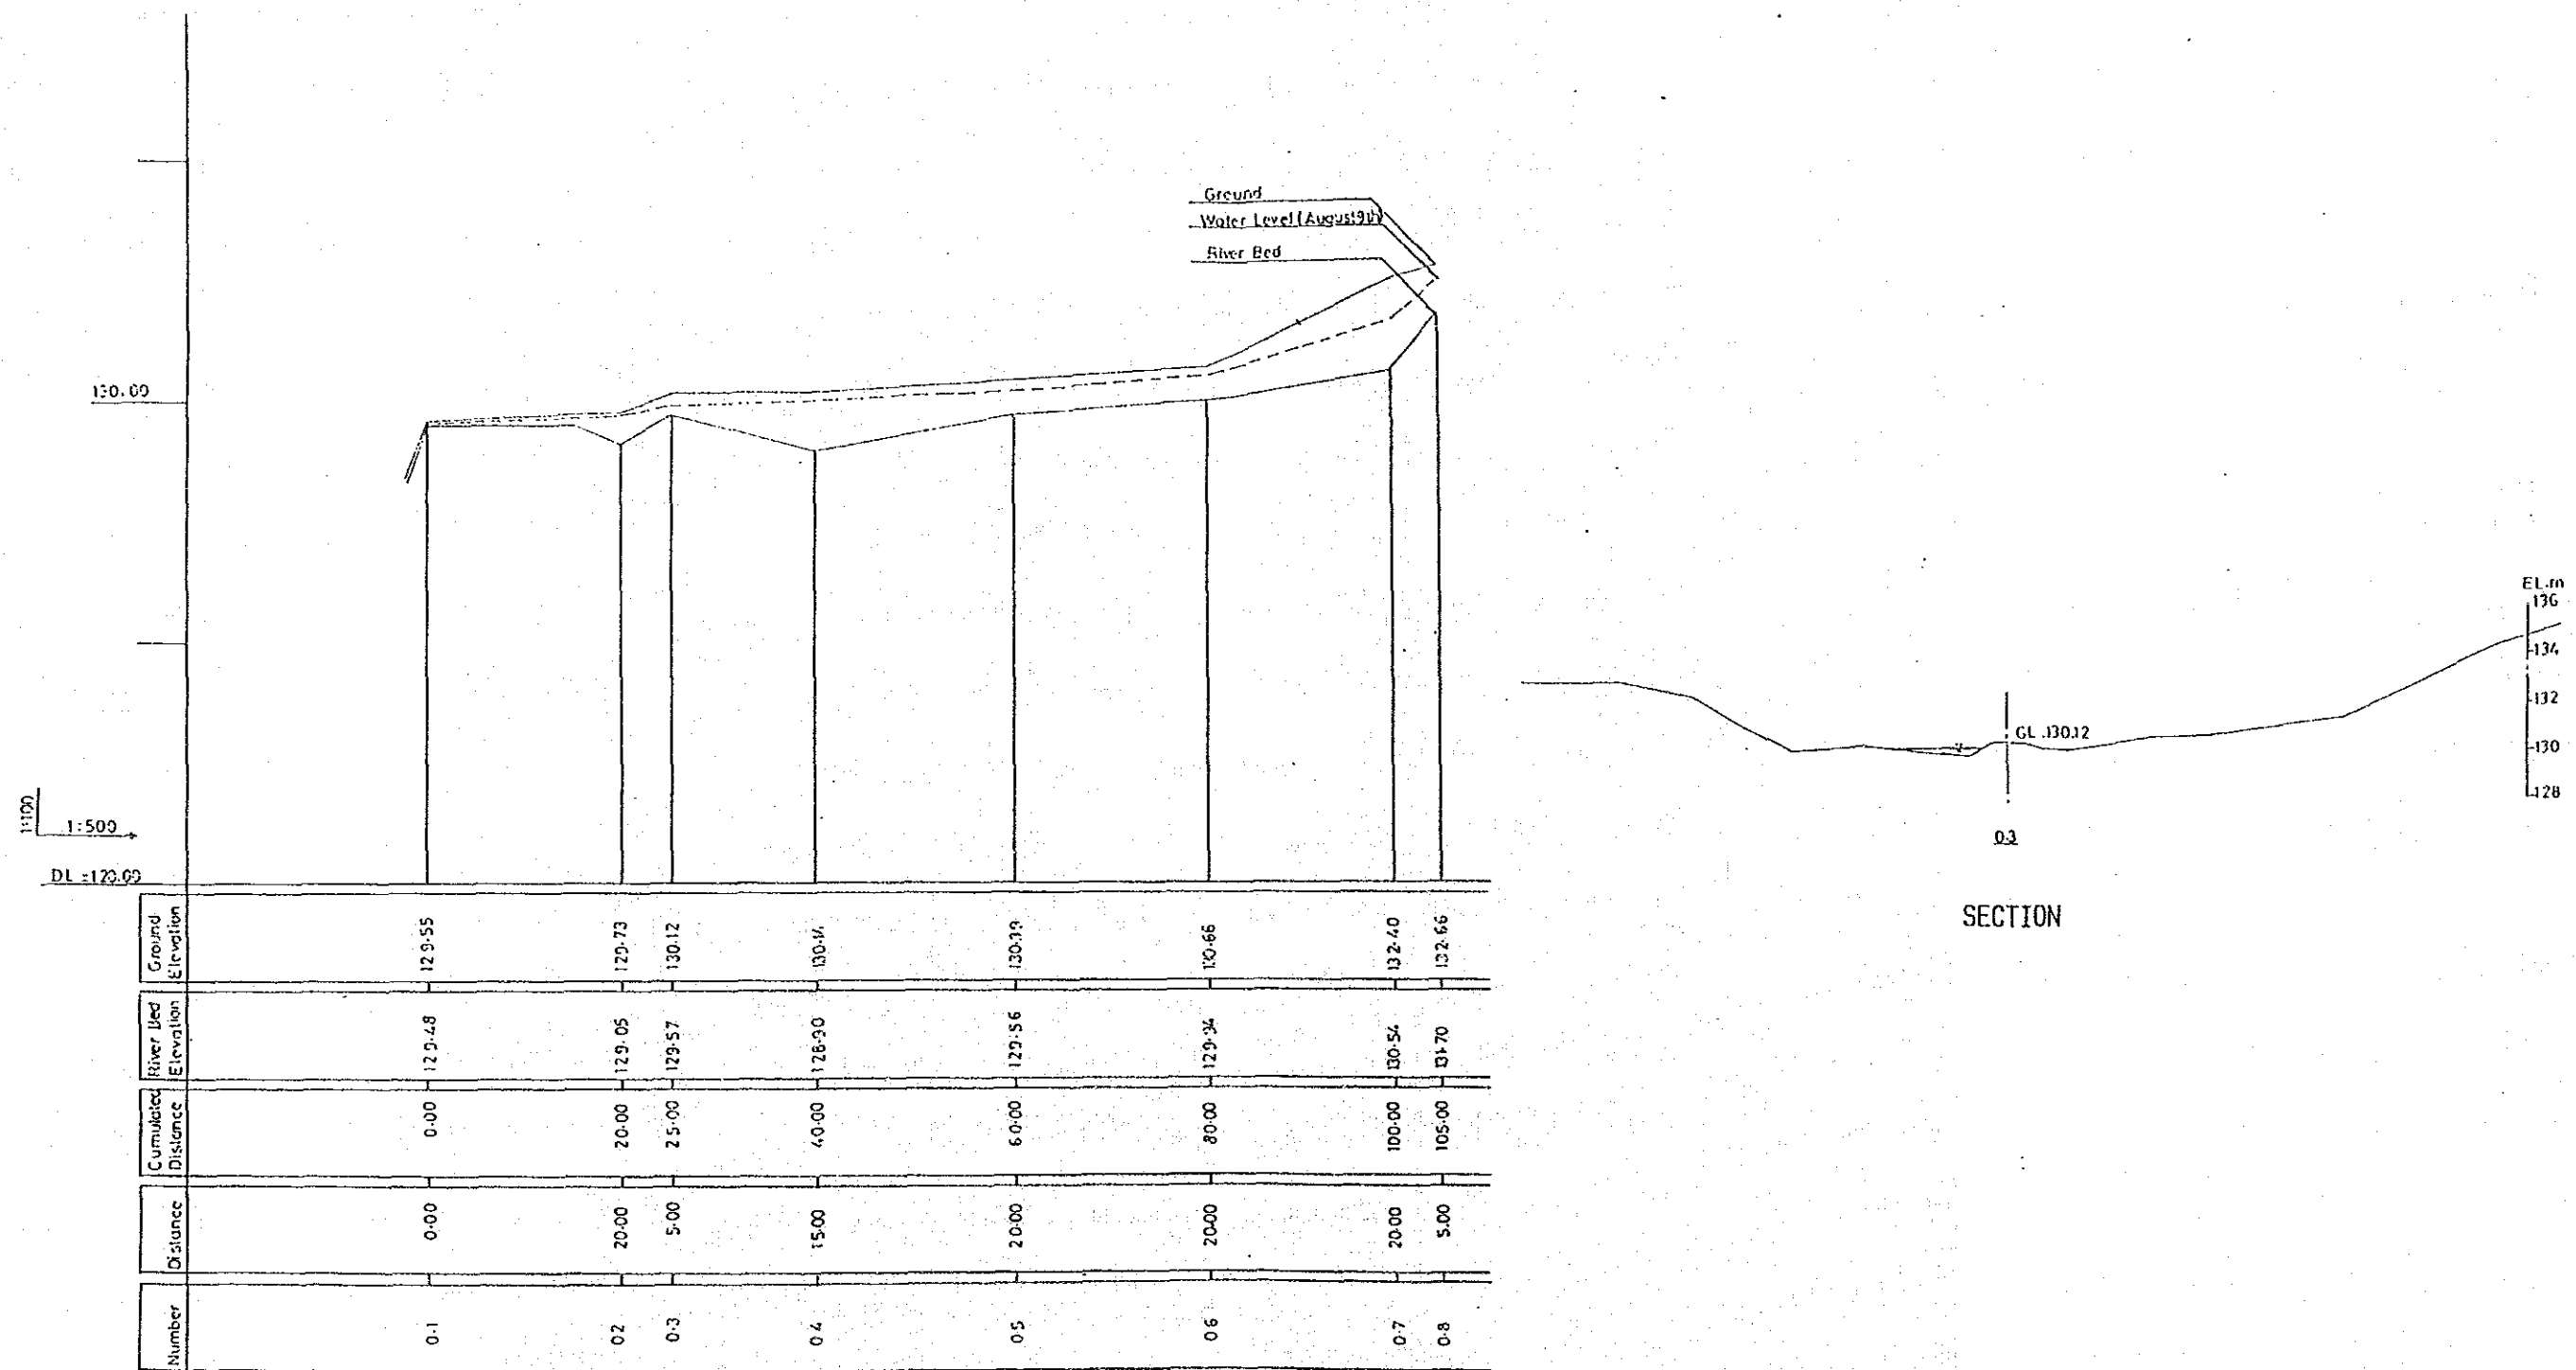 Ground
Water Level (August 9th)
River Bed
130.00
1:100
1:500
DL =120.00
Ground Elevation
129.55 129.73 130.12 130.14 130.39 130.66 132.40 132.66
River Bed Elevation
129.48 129.05 129.57 128.90 129.56 129.94 130.54 131.70
Cumulated Distance
0.00 20.00 25.00 40.00 60.00 80.00 100.00 105.00
Distance
0.00 20.00 5.00 15.00 20.00 20.00 20.00 5.00
Number
0.1 0.2 0.3 0.4 0.5 0.6 0.7 0.8
EL.m
136
134
132
130
128
GL .130.12
0.3
SECTION